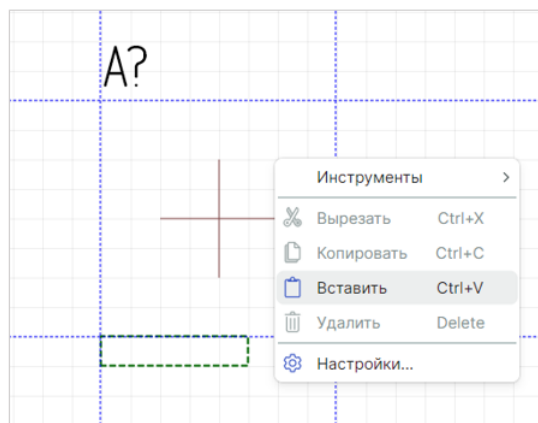 A?
Инструменты
Вырезать Ctrl+X
Копировать Ctrl+C
Вставить Ctrl+V
Удалить Delete
Настройки...